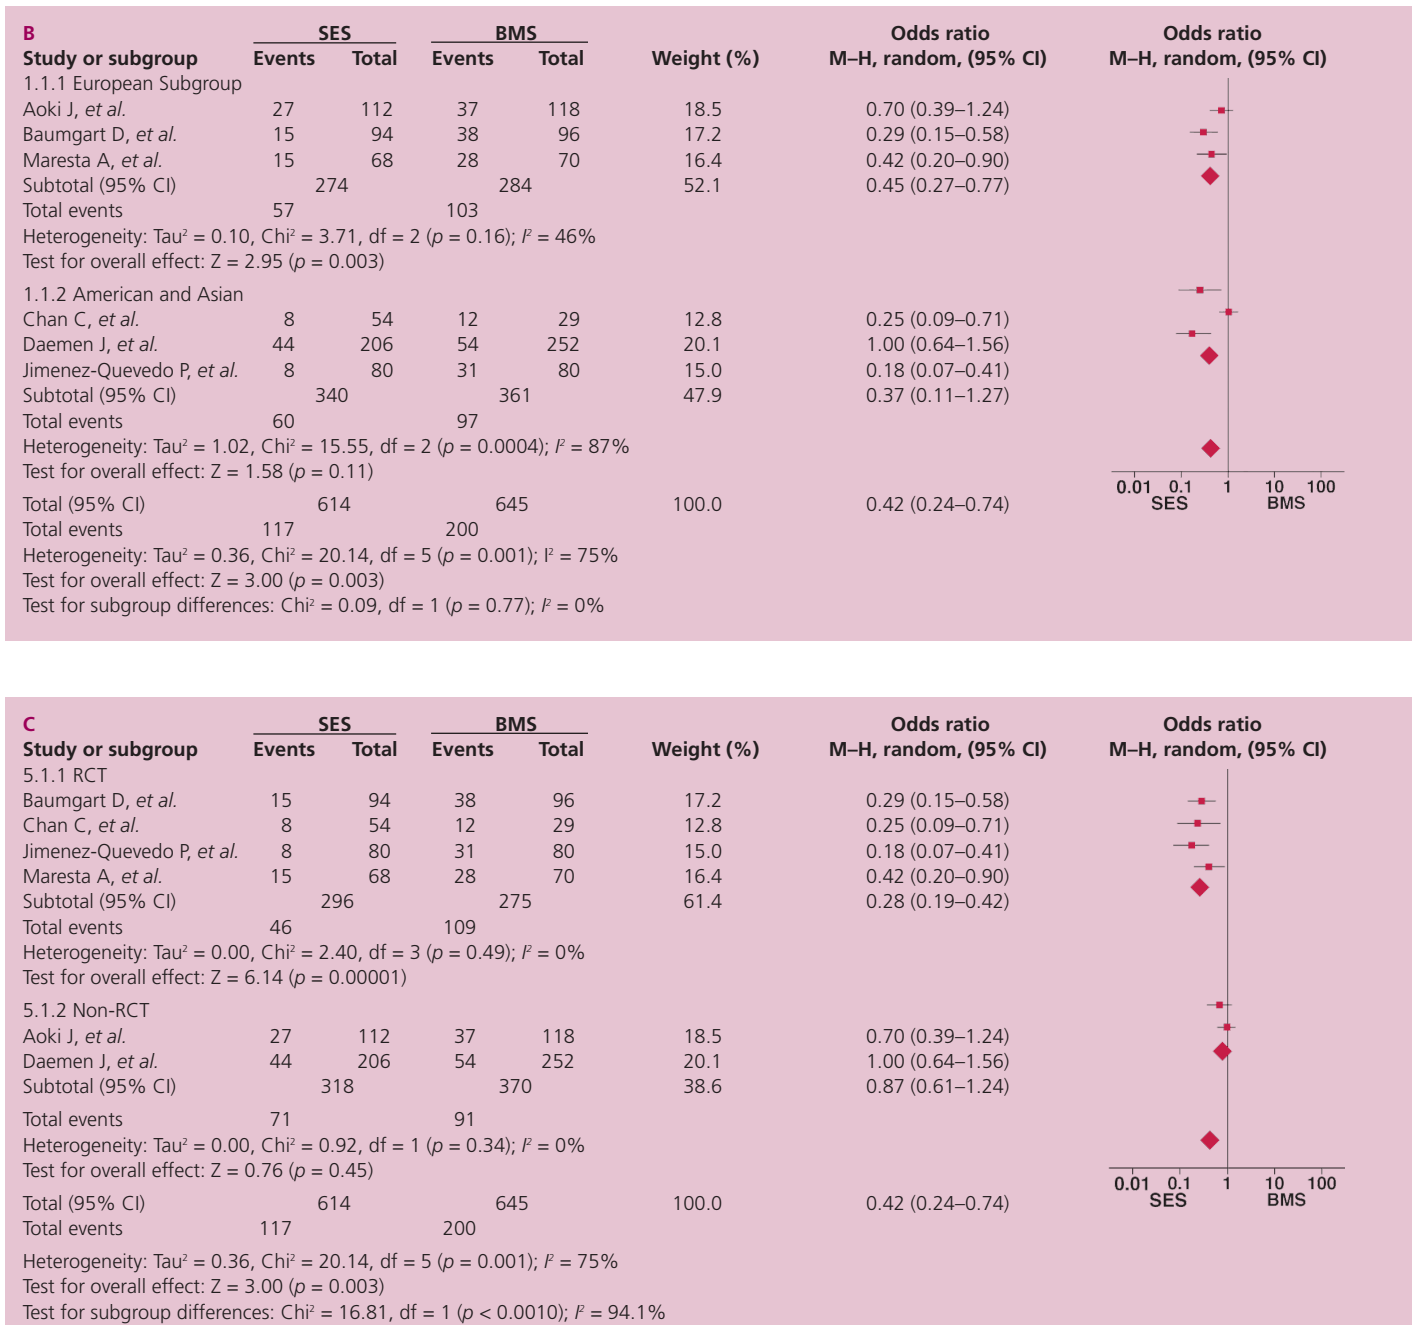 B SES BMS Odds ratio Odds ratio
Study or subgroup Events Total Events Total Weight (%) M–H, random, (95% CI) M–H, random, (95% CI)
1.1.1 European Subgroup
Aoki J, et al. 27 112 37 118 18.5 0.70 (0.39–1.24)
Baumgart D, et al. 15 94 38 96 17.2 0.29 (0.15–0.58)
Maresta A, et al. 15 68 28 70 16.4 0.42 (0.20–0.90)
Subtotal (95% CI) 274 284 52.1 0.45 (0.27–0.77)
Total events 57 103
Heterogeneity: Tau² = 0.10, Chi² = 3.71, df = 2 (p = 0.16); I² = 46%
Test for overall effect: Z = 2.95 (p = 0.003)
1.1.2 American and Asian
Chan C, et al. 8 54 12 29 12.8 0.25 (0.09–0.71)
Daemen J, et al. 44 206 54 252 20.1 1.00 (0.64–1.56)
Jimenez-Quevedo P, et al. 8 80 31 80 15.0 0.18 (0.07–0.41)
Subtotal (95% CI) 340 361 47.9 0.37 (0.11–1.27)
Total events 60 97
Heterogeneity: Tau² = 1.02, Chi² = 15.55, df = 2 (p = 0.0004); I² = 87%
Test for overall effect: Z = 1.58 (p = 0.11)
0.01 0.1 1 10 100
Total (95% CI) 614 645 100.0 0.42 (0.24–0.74) SES BMS
Total events 117 200
Heterogeneity: Tau² = 0.36, Chi² = 20.14, df = 5 (p = 0.001); I² = 75%
Test for overall effect: Z = 3.00 (p = 0.003)
Test for subgroup differences: Chi² = 0.09, df = 1 (p = 0.77); I² = 0%
C SES BMS Odds ratio Odds ratio
Study or subgroup Events Total Events Total Weight (%) M–H, random, (95% CI) M–H, random, (95% CI)
5.1.1 RCT
Baumgart D, et al. 15 94 38 96 17.2 0.29 (0.15–0.58)
Chan C, et al. 8 54 12 29 12.8 0.25 (0.09–0.71)
Jimenez-Quevedo P, et al. 8 80 31 80 15.0 0.18 (0.07–0.41)
Maresta A, et al. 15 68 28 70 16.4 0.42 (0.20–0.90)
Subtotal (95% CI) 296 275 61.4 0.28 (0.19–0.42)
Total events 46 109
Heterogeneity: Tau² = 0.00, Chi² = 2.40, df = 3 (p = 0.49); I² = 0%
Test for overall effect: Z = 6.14 (p = 0.00001)
5.1.2 Non-RCT
Aoki J, et al. 27 112 37 118 18.5 0.70 (0.39–1.24)
Daemen J, et al. 44 206 54 252 20.1 1.00 (0.64–1.56)
Subtotal (95% CI) 318 370 38.6 0.87 (0.61–1.24)
Total events 71 91
Heterogeneity: Tau² = 0.00, Chi² = 0.92, df = 1 (p = 0.34); I² = 0%
Test for overall effect: Z = 0.76 (p = 0.45)
0.01 0.1 1 10 100
Total (95% CI) 614 645 100.0 0.42 (0.24–0.74) SES BMS
Total events 117 200
Heterogeneity: Tau² = 0.36, Chi² = 20.14, df = 5 (p = 0.001); I² = 75%
Test for overall effect: Z = 3.00 (p = 0.003)
Test for subgroup differences: Chi² = 16.81, df = 1 (p < 0.0010); I² = 94.1%